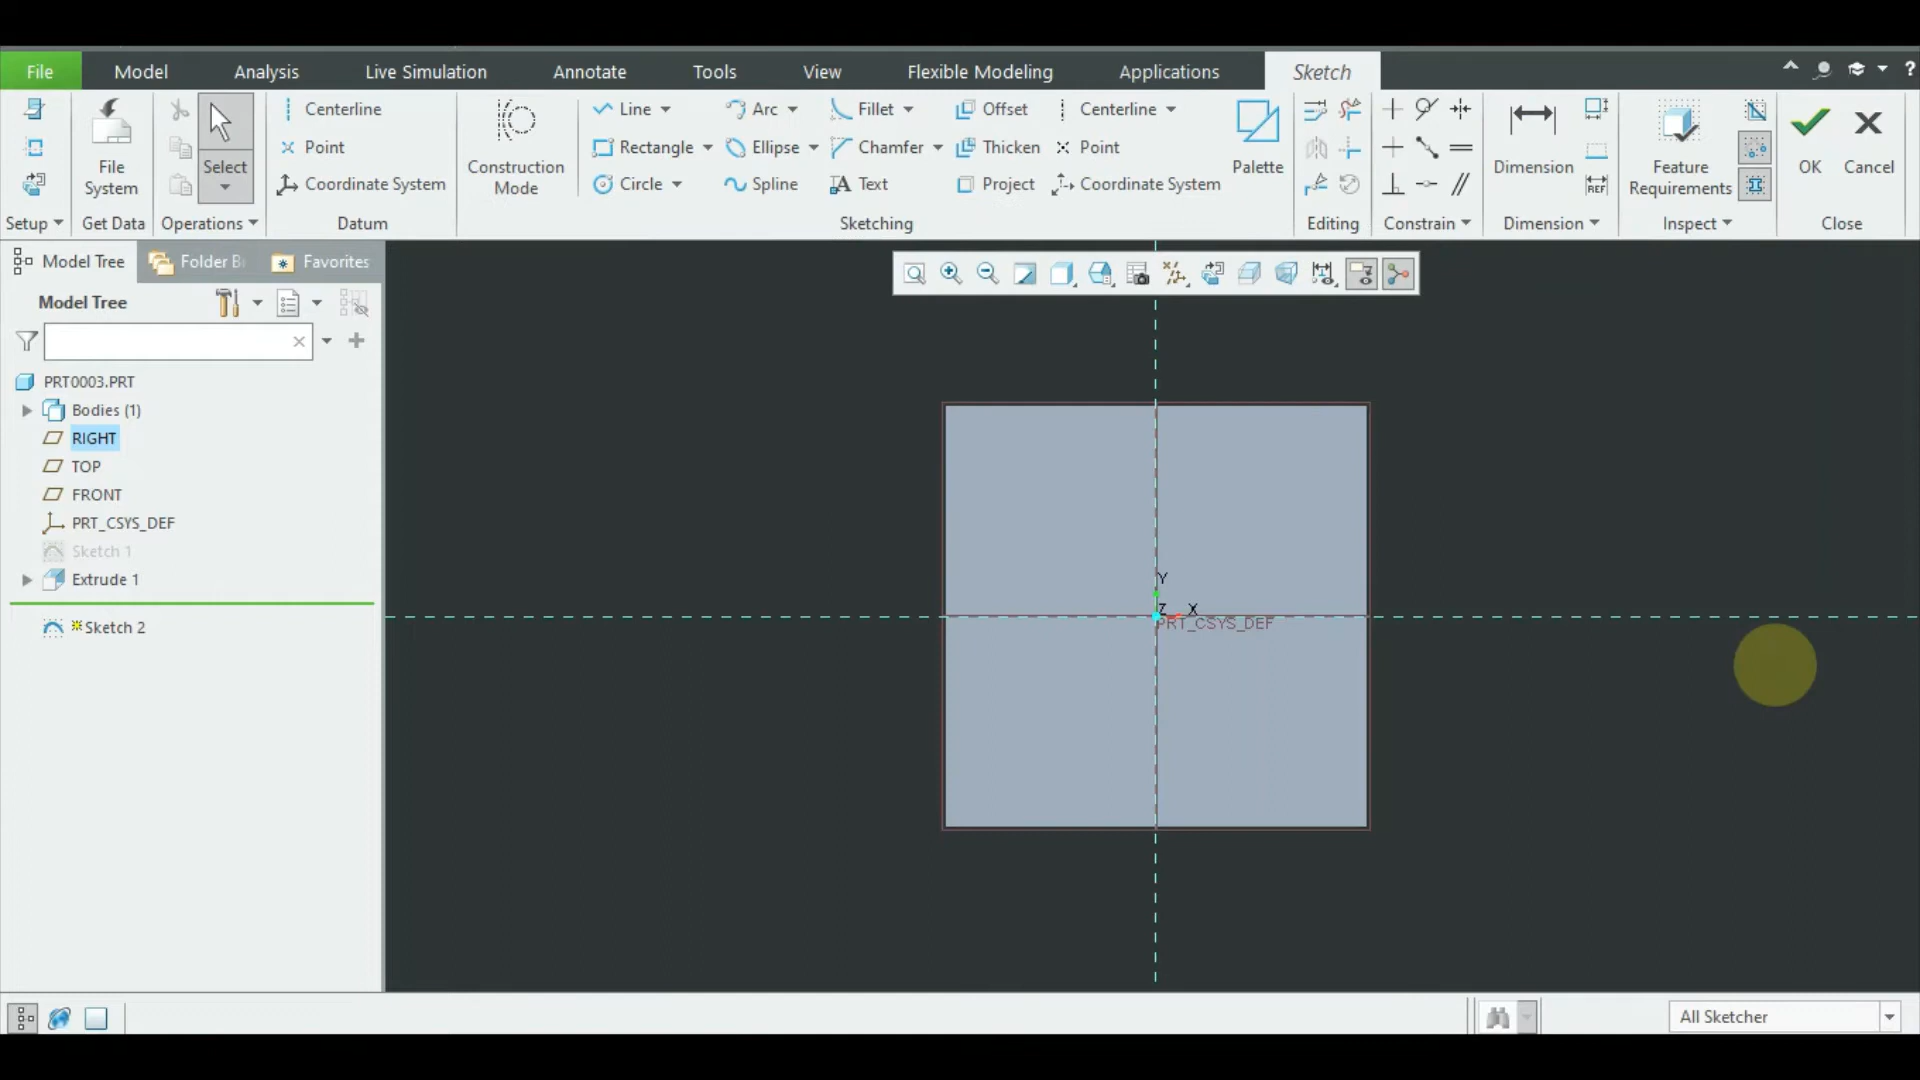 File Model Analysis Live Simulation Annotate Tools View Flexible Modeling Applications Sketch ?
Centerline Line Arc Fillet Offset Centerline
Point Rectangle Ellipse Chamfer Thicken Point
Coordinate System Circle Spline Text Project Coordinate System
File System
Select
Construction Mode
Palette
Dimension
REF
Feature Requirements
OK
Cancel
Setup Get Data Operations Datum Sketching Editing Constrain Dimension Inspect Close
Model Tree Folder B Favorites
Model Tree
PRT0003.PRT
Bodies (1)
RIGHT
TOP
FRONT
PRT_CSYS_DEF
Sketch 1
Extrude 1
Sketch 2
Y
Z X
PRT_CSYS_DEF
All Sketcher